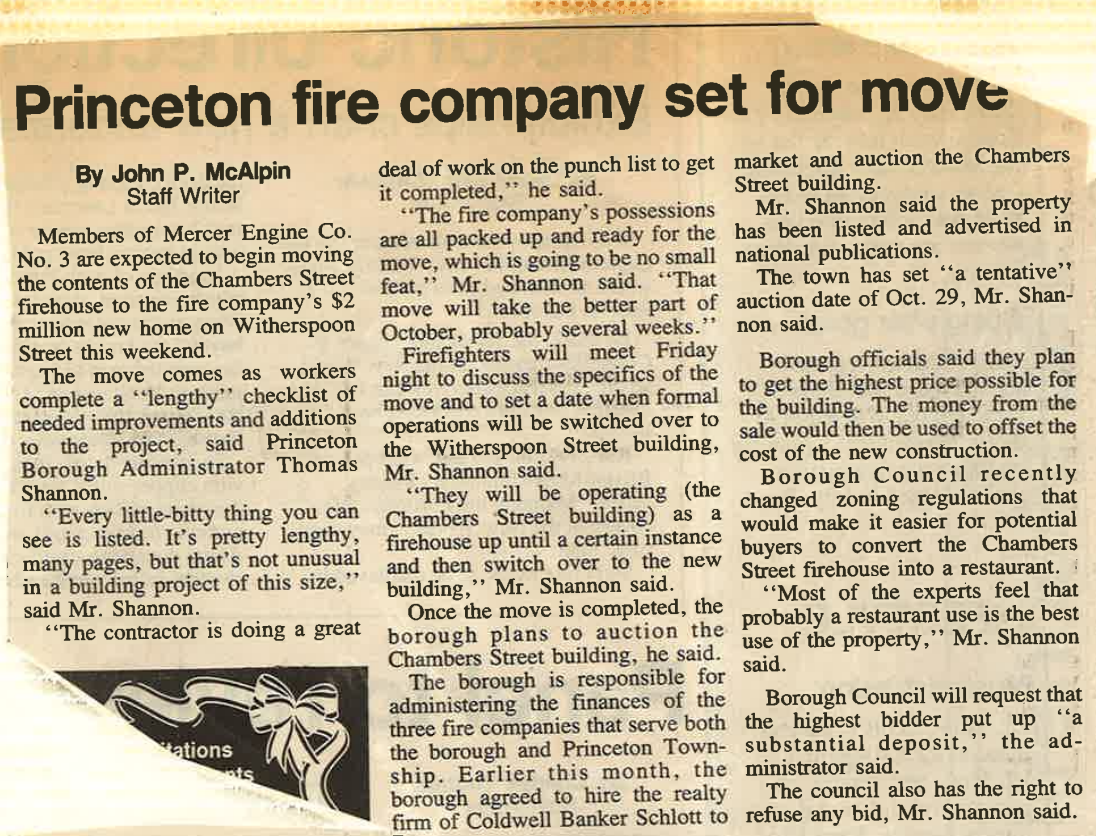 Princeton fire company set for move
By John P. McAlpin
Staff Writer
Members of Mercer Engine Co.
No. 3 are expected to begin moving
the contents of the Chambers Street
firehouse to the fire company's $2
million new home on Witherspoon
Street this weekend.
The move comes as workers
complete a ‘‘lengthy’’ checklist of
needed improvements and additions
to the project, said Princeton
Borough Administrator Thomas
Shannon.
‘‘Every little-bitty thing you can
see is listed. It's pretty lengthy,
many pages, but that's not unusual
in a building project of this size,’’
said Mr. Shannon.
‘‘The contractor is doing a great
deal of work on the punch list to get
it completed,’’ he said.
‘‘The fire company's possessions
are all packed up and ready for the
move, which is going to be no small
feat,’’ Mr. Shannon said. ‘‘That
move will take the better part of
October, probably several weeks.’’
Firefighters will meet Friday
night to discuss the specifics of the
move and to set a date when formal
operations will be switched over to
the Witherspoon Street building,
Mr. Shannon said.
‘‘They will be operating (the
Chambers Street building) as a
firehouse up until a certain instance
and then switch over to the new
building,’’ Mr. Shannon said.
Once the move is completed, the
borough plans to auction the
Chambers Street building, he said.
The borough is responsible for
administering the finances of the
three fire companies that serve both
the borough and Princeton Town-
ship. Earlier this month, the
borough agreed to hire the realty
firm of Coldwell Banker Schlott to
market and auction the Chambers
Street building.
Mr. Shannon said the property
has been listed and advertised in
national publications.
The town has set ‘‘a tentative’’
auction date of Oct. 29, Mr. Shan-
non said.
Borough officials said they plan
to get the highest price possible for
the building. The money from the
sale would then be used to offset the
cost of the new construction.
Borough Council recently
changed zoning regulations that
would make it easier for potential
buyers to convert the Chambers
Street firehouse into a restaurant.
‘‘Most of the experts feel that
probably a restaurant use is the best
use of the property,’’ Mr. Shannon
said.
Borough Council will request that
the highest bidder put up ‘‘a
substantial deposit,’’ the ad-
ministrator said.
The council also has the right to
refuse any bid, Mr. Shannon said.